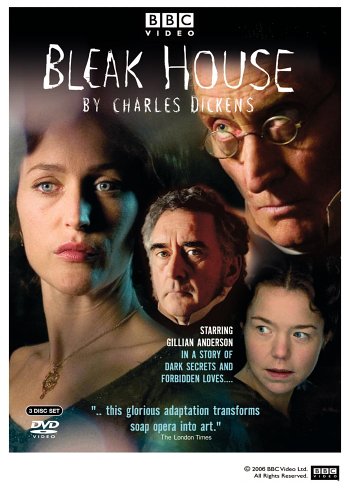 BBC
VIDEO
BLEAK HOUSE
BY CHARLES DICKENS
STARRING
GILLIAN ANDERSON
IN A STORY OF
DARK SECRETS AND
FORBIDDEN LOVES....
3 DISC SET
DVD
VIDEO
".. this glorious adaptation transforms
soap opera into art."
The London Times
© 2006 BBC Video Ltd.
All Rights Reserved.
BBC
VIDEO